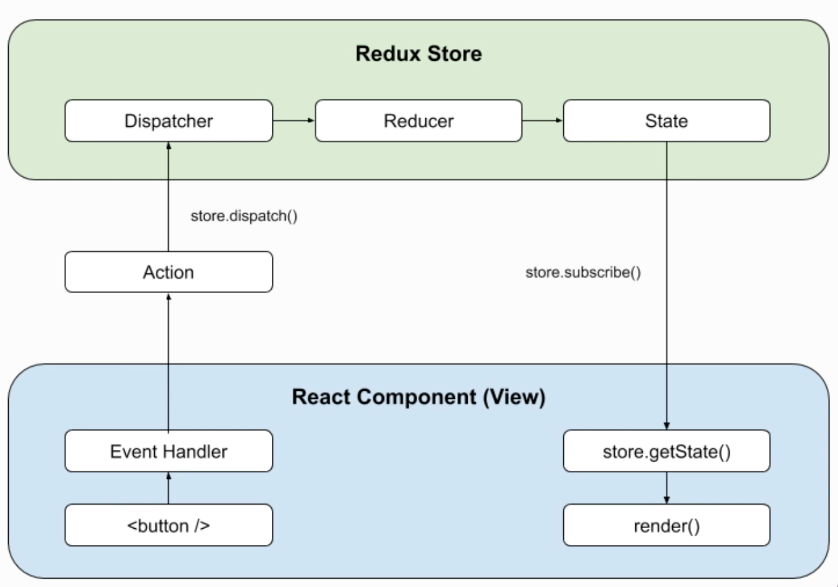 Redux Store
Dispatcher
Reducer
State
store.dispatch()
Action
store.subscribe()
React Component (View)
Event Handler
store.getState()
<button />
render()